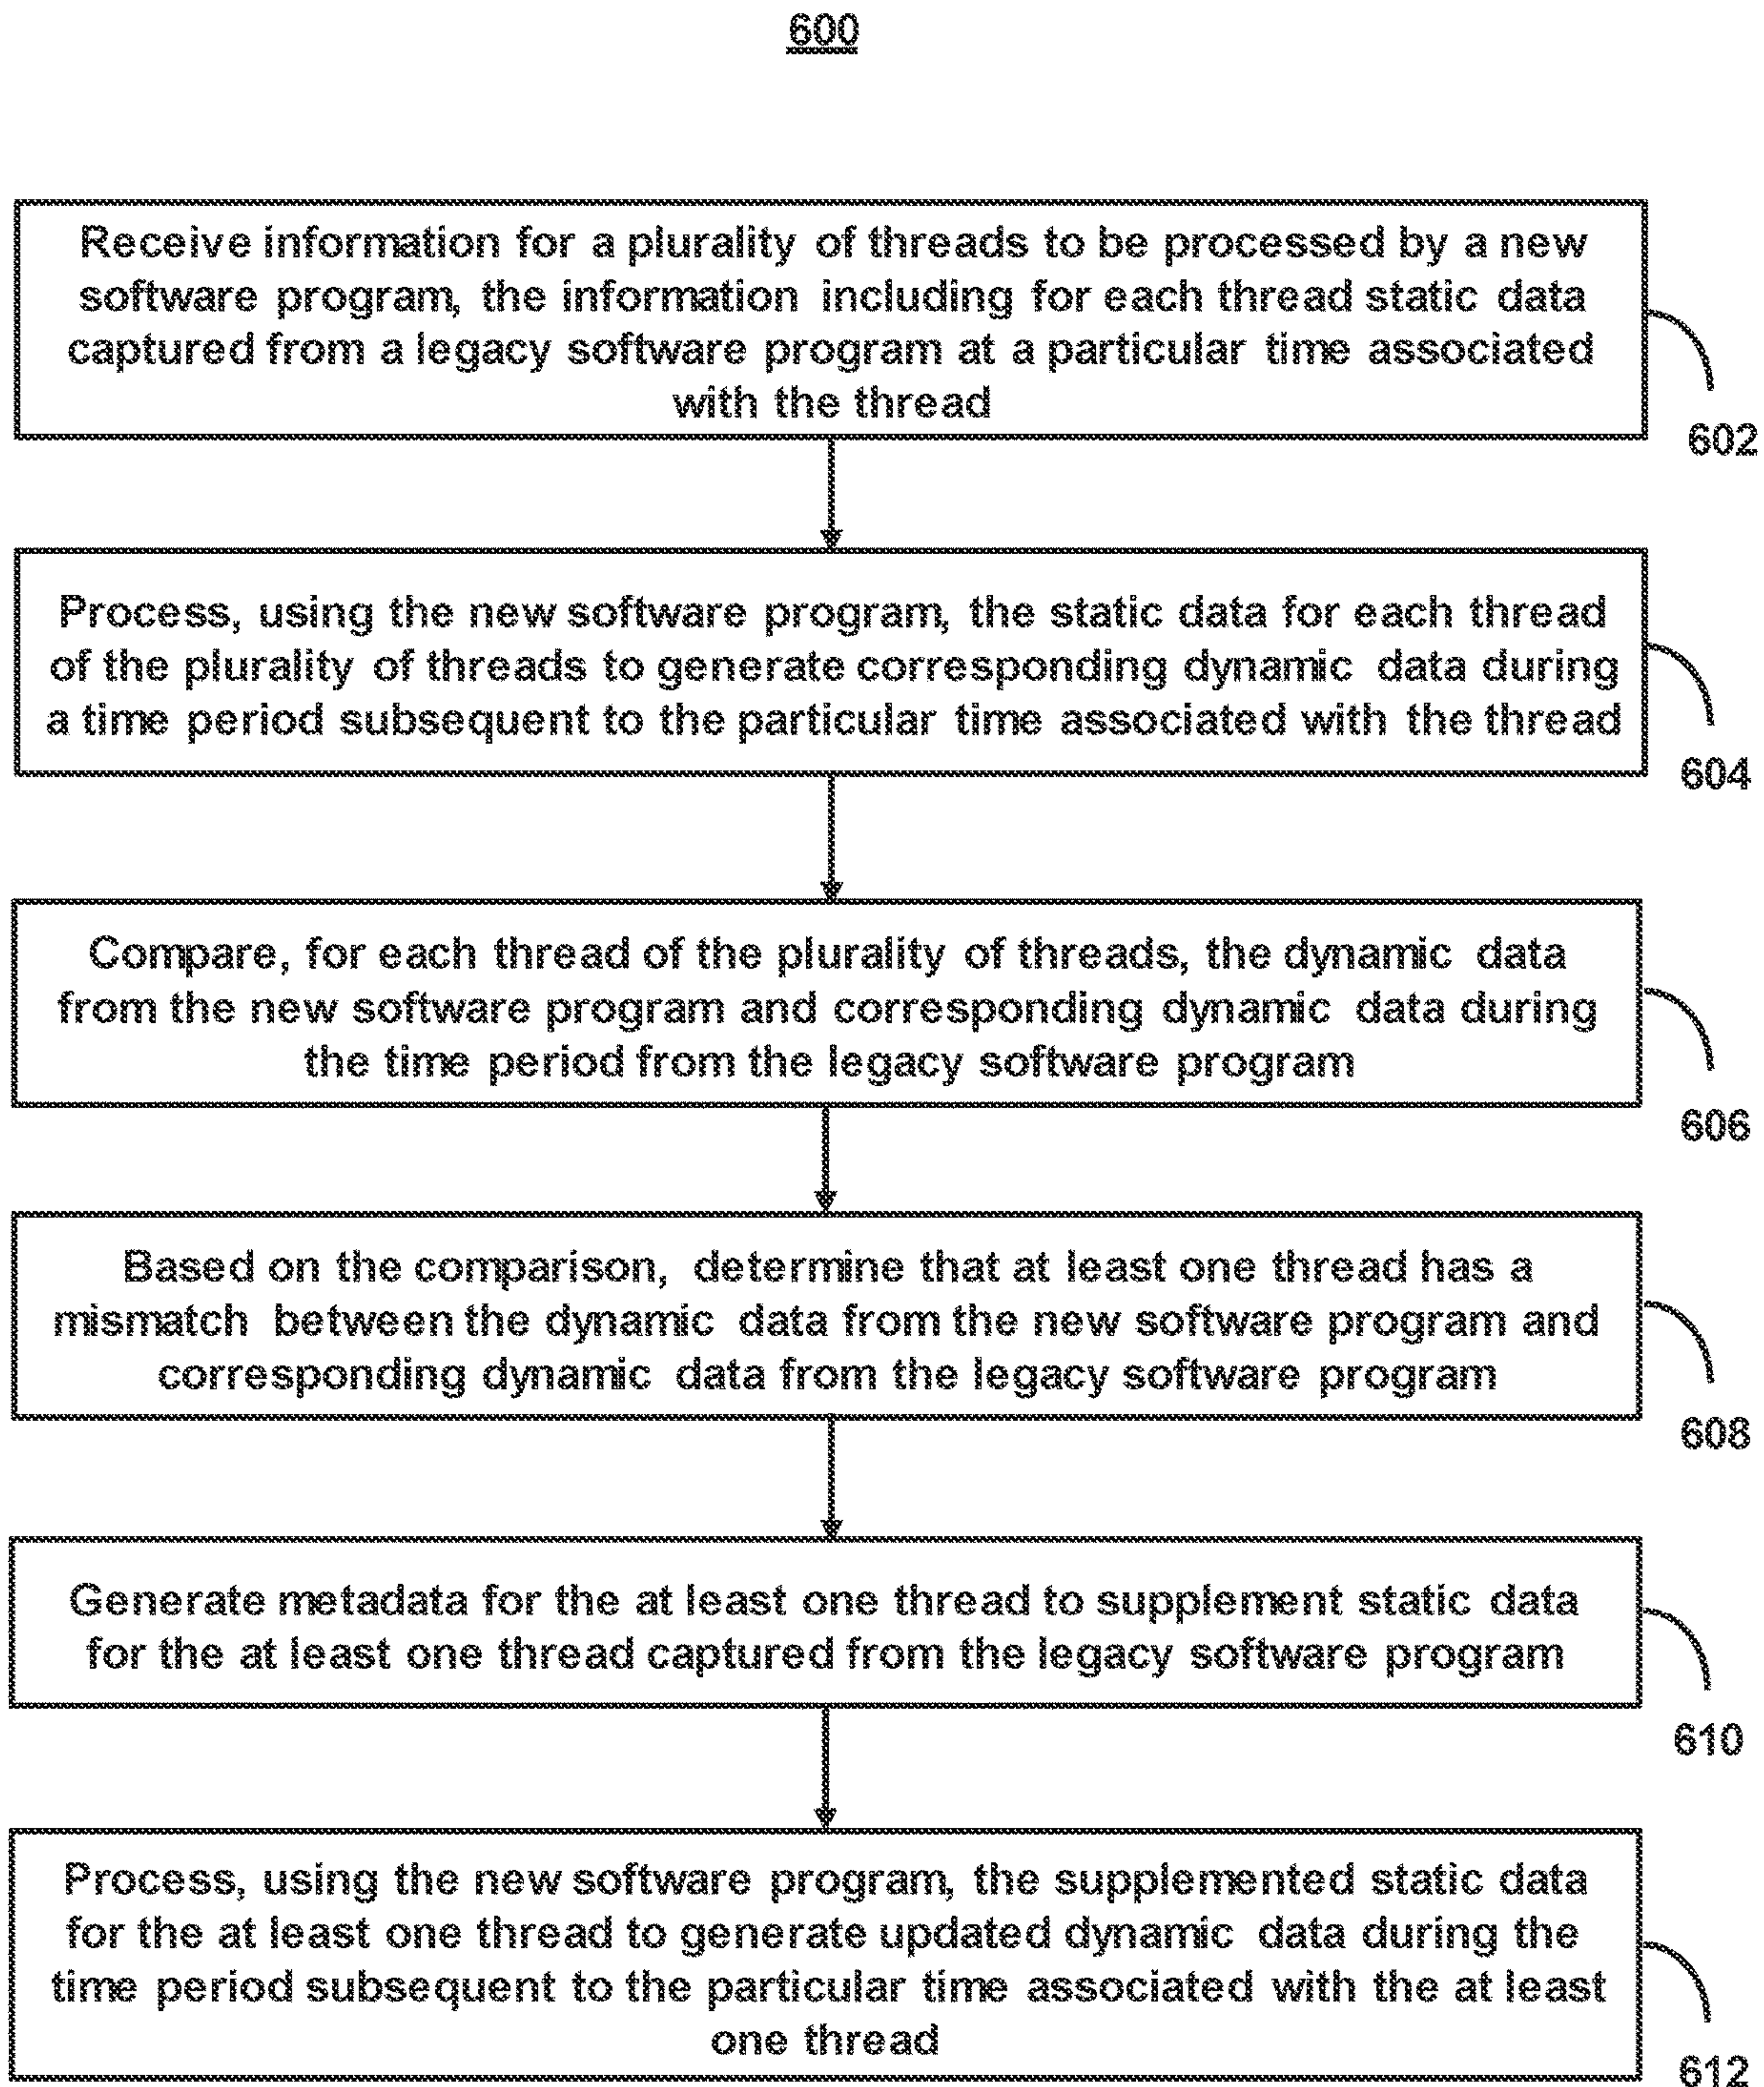 600
Receive information for a plurality of threads to be processed by a new
software program, the information including for each thread static data
captured from a legacy software program at a particular time associated
with the thread
602
Process, using the new software program, the static data for each thread
of the plurality of threads to generate corresponding dynamic data during
a time period subsequent to the particular time associated with the thread
604
Compare, for each thread of the plurality of threads, the dynamic data
from the new software program and corresponding dynamic data during
the time period from the legacy software program
606
Based on the comparison, determine that at least one thread has a
mismatch between the dynamic data from the new software program and
corresponding dynamic data from the legacy software program
608
Generate metadata for the at least one thread to supplement static data
for the at least one thread captured from the legacy software program
610
Process, using the new software program, the supplemented static data
for the at least one thread to generate updated dynamic data during the
time period subsequent to the particular time associated with the at least
one thread
612